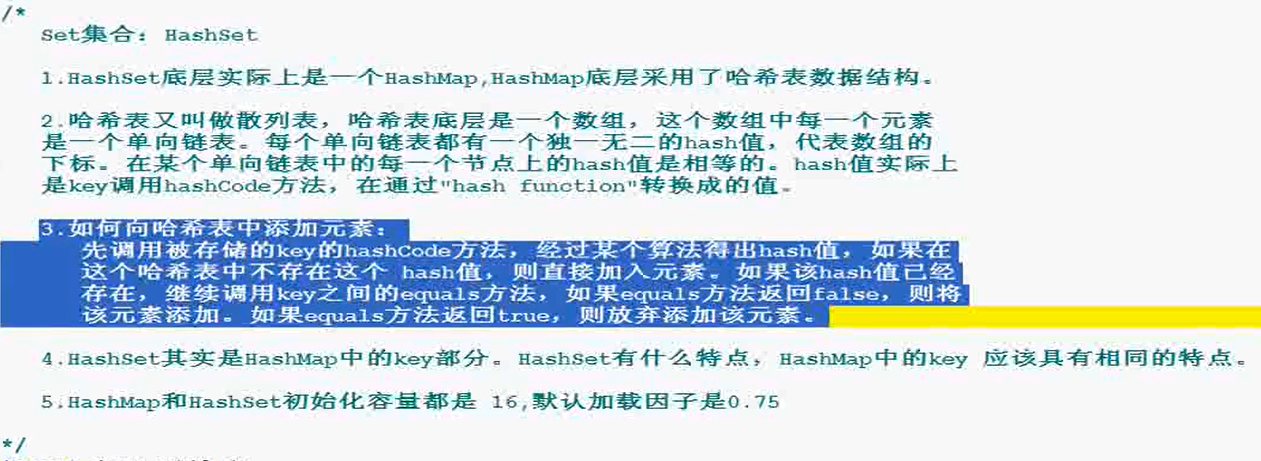 /*
Set集合：HashSet
1.HashSet底层实际上是一个HashMap,HashMap底层采用了哈希表数据结构。
2.哈希表又叫做散列表，哈希表底层是一个数组，这个数组中每一个元素
是一个单向链表。每个单向链表都有一个独一无二的hash值，代表数组的
下标。在某个单向链表中的每一个节点上的hash值是相等的。hash值实际上
是key调用hashCode方法，在通过"hash function"转换成的值。
3.如何向哈希表中添加元素：
先调用被存储的key的hashCode方法，经过某个算法得出hash值，如果在
这个哈希表中不存在这个 hash值，则直接加入元素。如果该hash值已经
存在，继续调用key之间的equals方法，如果equals方法返回false，则将
该元素添加。如果equals方法返回true，则放弃添加该元素。
4.HashSet其实是HashMap中的key部分。HashSet有什么特点，HashMap中的key 应该具有相同的特点。
5.HashMap和HashSet初始化容量都是 16,默认加载因子是0.75
*/